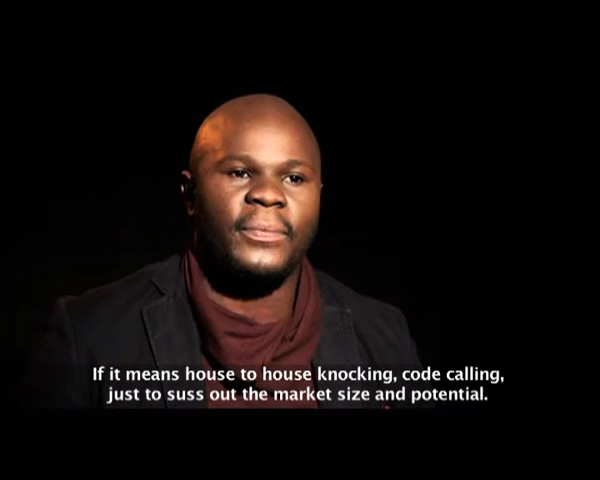 If it means house to house knocking, code calling,
just to suss out the market size and potential.